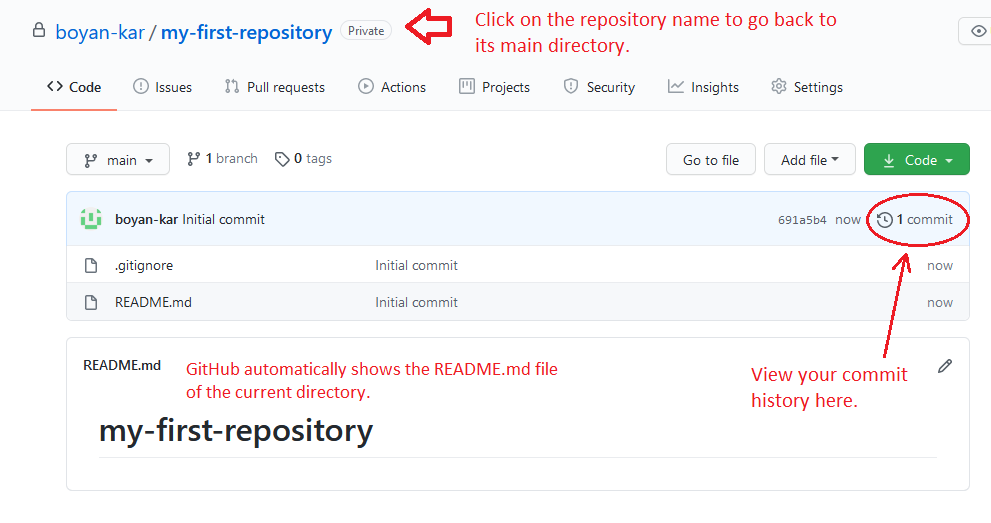 boyan-kar / my-first-repository Private
Click on the repository name to go back to
its main directory.
Code Issues Pull requests Actions Projects Security Insights Settings
main 1 branch 0 tags Go to file Add file Code
boyan-kar Initial commit 691a5b4 now 1 commit
.gitignore Initial commit now
README.md Initial commit now
README.md
GitHub automatically shows the README.md file
of the current directory.
View your commit
history here.
my-first-repository